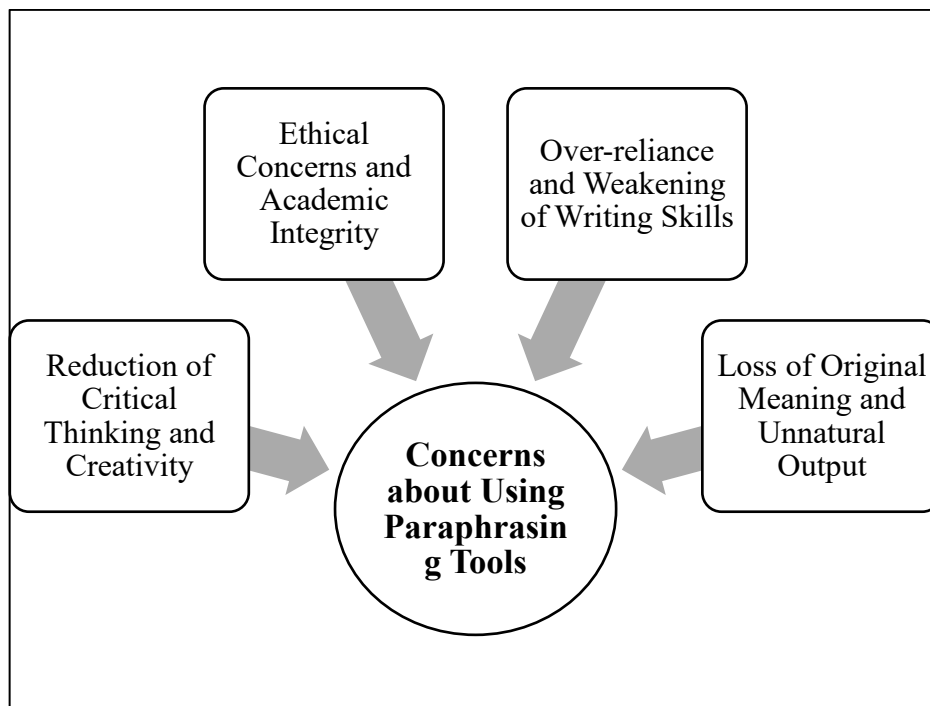 Ethical
Concerns and
Academic
Integrity
Over-reliance
and Weakening
of Writing Skills
Reduction of
Critical
Thinking and
Creativity
Loss of Original
Meaning and
Unnatural
Output
Concerns
about Using
Paraphrasin
g Tools